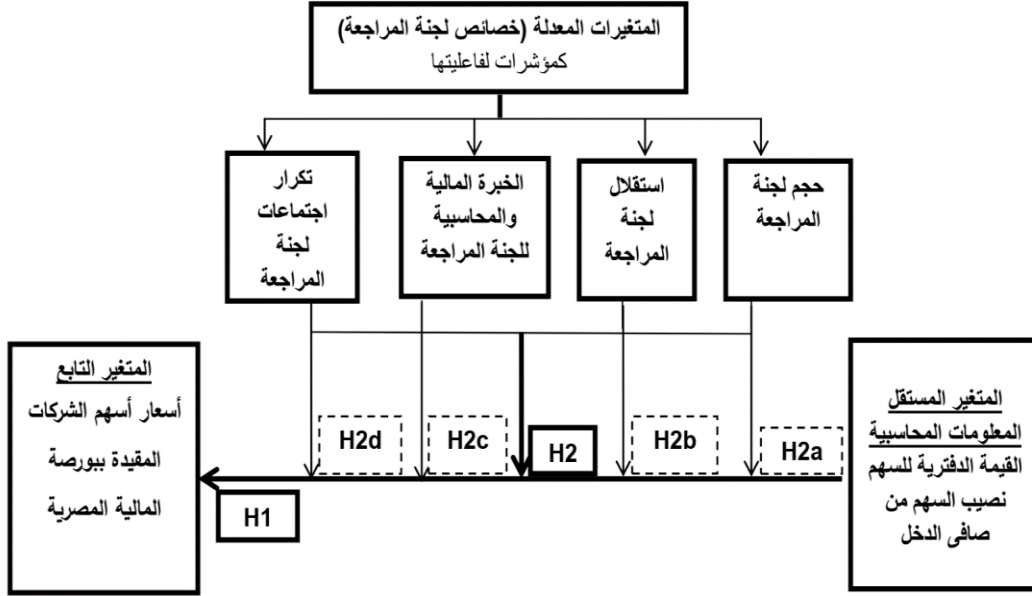 المتغيرات المعدلة (خصائص لجنة المراجعة)
كمؤشرات لفاعليتها
حجم لجنة
المراجعة
استقلال
لجنة
المراجعة
الخبرة المالية
والمحاسبية
للجنة المراجعة
تكرار
اجتماعات
لجنة
المراجعة
المتغير المستقل
المعلومات المحاسبية
القيمة الدفترية للسهم
نصيب السهم من
صافى الدخل
H2a
H2b
H2
H2c
H2d
H1
المتغير التابع
أسعار أسهم الشركات
المقيدة ببورصة
المالية المصرية